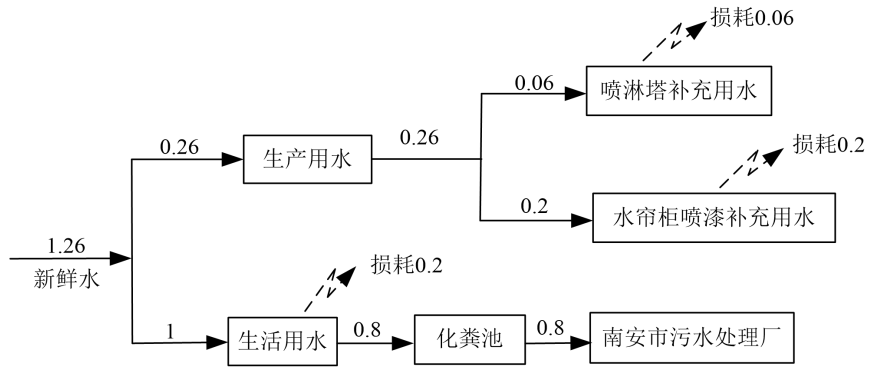 损耗0.06
0.06
喷淋塔补充用水
0.26
生产用水
0.26
损耗0.2
0.2
水帘柜喷漆补充用水
1.26
新鲜水
损耗0.2
1
生活用水
0.8
化粪池
0.8
南安市污水处理厂